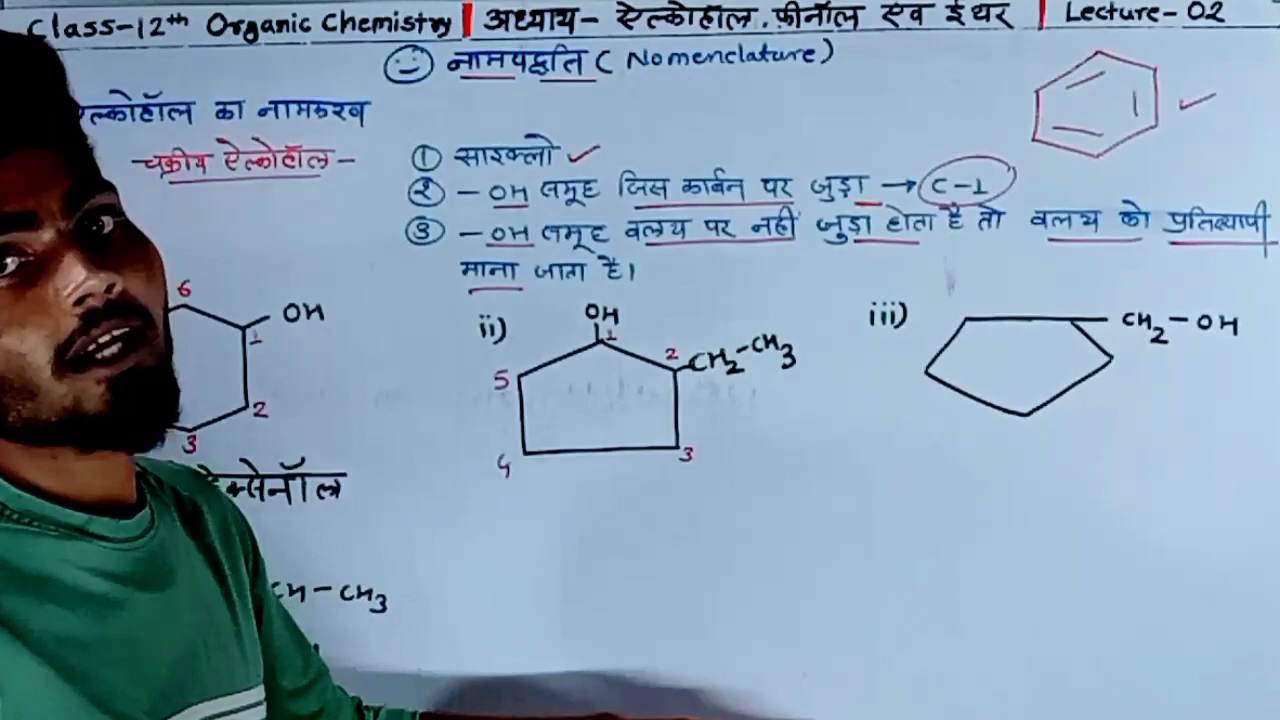 Class-12th Organic Chemistry | अध्याय- ऐल्कोहॉल. फ़ीनॉल एवं ईथर | Lecture-02
नामपद्धति ( Nomenclature )
ल्कोहॉल का नामकरण
-चक्रीय ऐल्कोहॉल-
① साइक्लो ✓
② -OH समूह जिस कार्बन पर जुड़ा → C-1
③ -OH समूह वलय पर नहीं जुड़ा होता है तो वलय को प्रतिस्थापी
माना जाता है।
6
OH
1
2
3
ii)
OH
1
2
CH2-CH3
3
4
5
iii)
CH2-OH
क्सेनॉल
CH-CH3